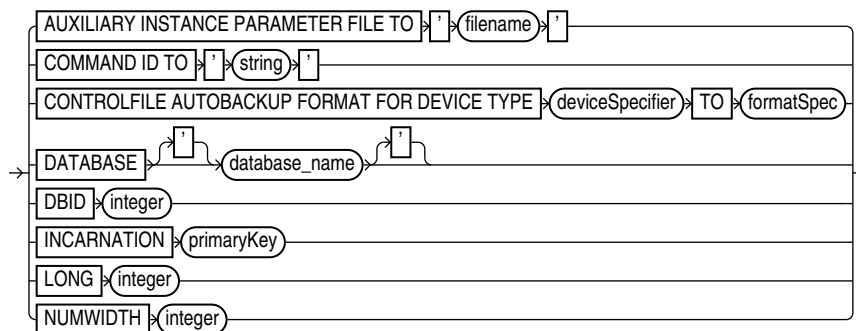 AUXILIARY INSTANCE PARAMETER FILE TO ' filename '
COMMAND ID TO ' string '
CONTROLFILE AUTOBACKUP FORMAT FOR DEVICE TYPE deviceSpecifier TO formatSpec
DATABASE ' database_name '
DBID integer
INCARNATION primaryKey
LONG integer
NUMWIDTH integer